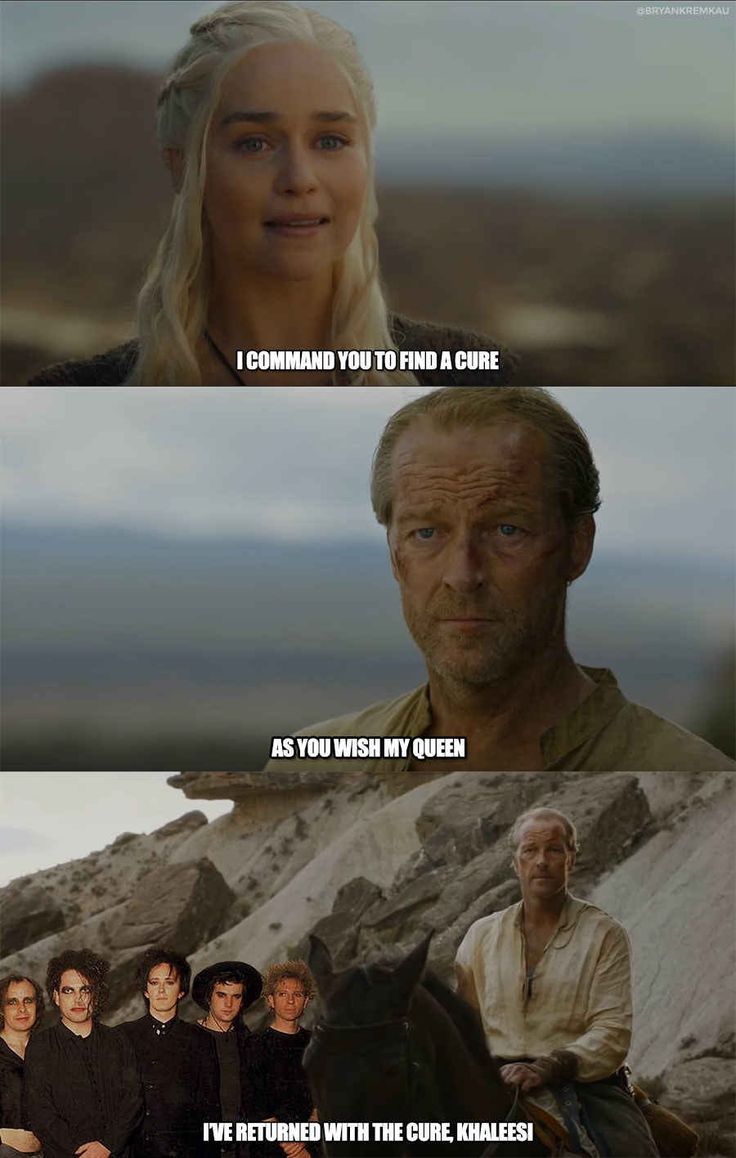 @BRYANKREMKAU
I COMMAND YOU TO FIND A CURE
AS YOU WISH MY QUEEN
I'VE RETURNED WITH THE CURE, KHALEESI